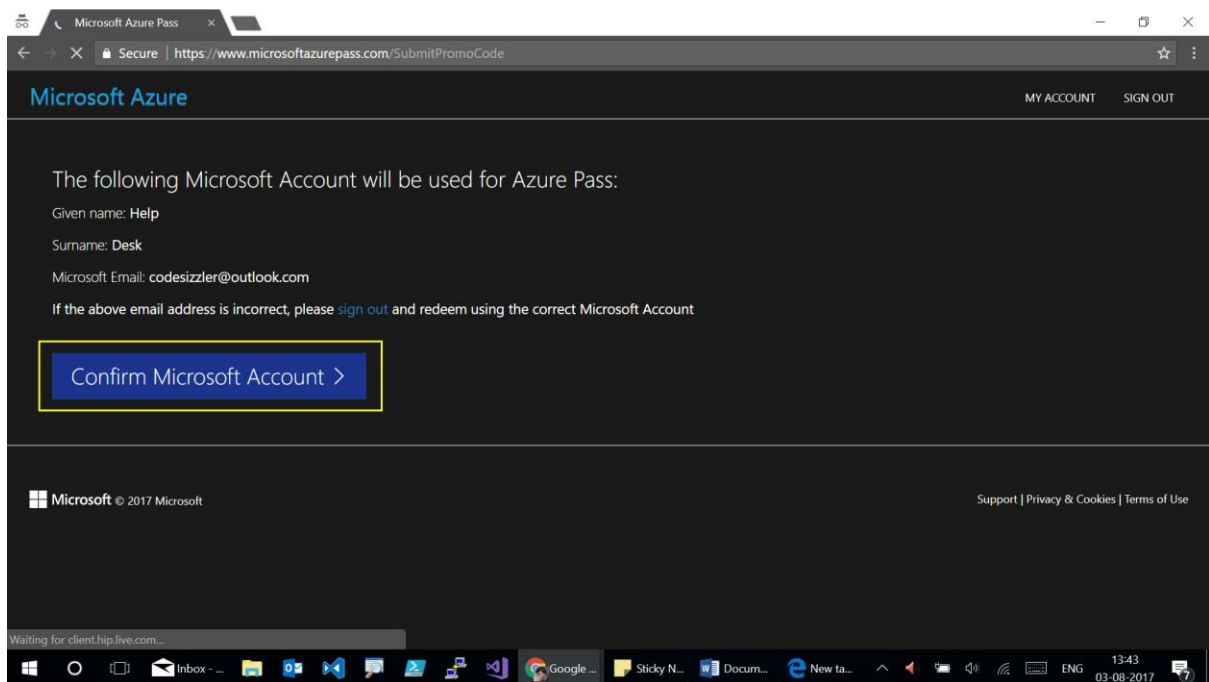 Microsoft Azure Pass
Secure | https://www.microsoftazurepass.com/SubmitPromoCode
Microsoft Azure
MY ACCOUNT SIGN OUT
The following Microsoft Account will be used for Azure Pass:
Given name: Help
Surname: Desk
Microsoft Email: codesizzler@outlook.com
If the above email address is incorrect, please sign out and redeem using the correct Microsoft Account
Confirm Microsoft Account >
Microsoft © 2017 Microsoft
Support | Privacy & Cookies | Terms of Use
Waiting for client.hip.live.com...
Inbox - ... Google ... Sticky N... Docum... New ta... ENG 13:43
03-08-2017 7